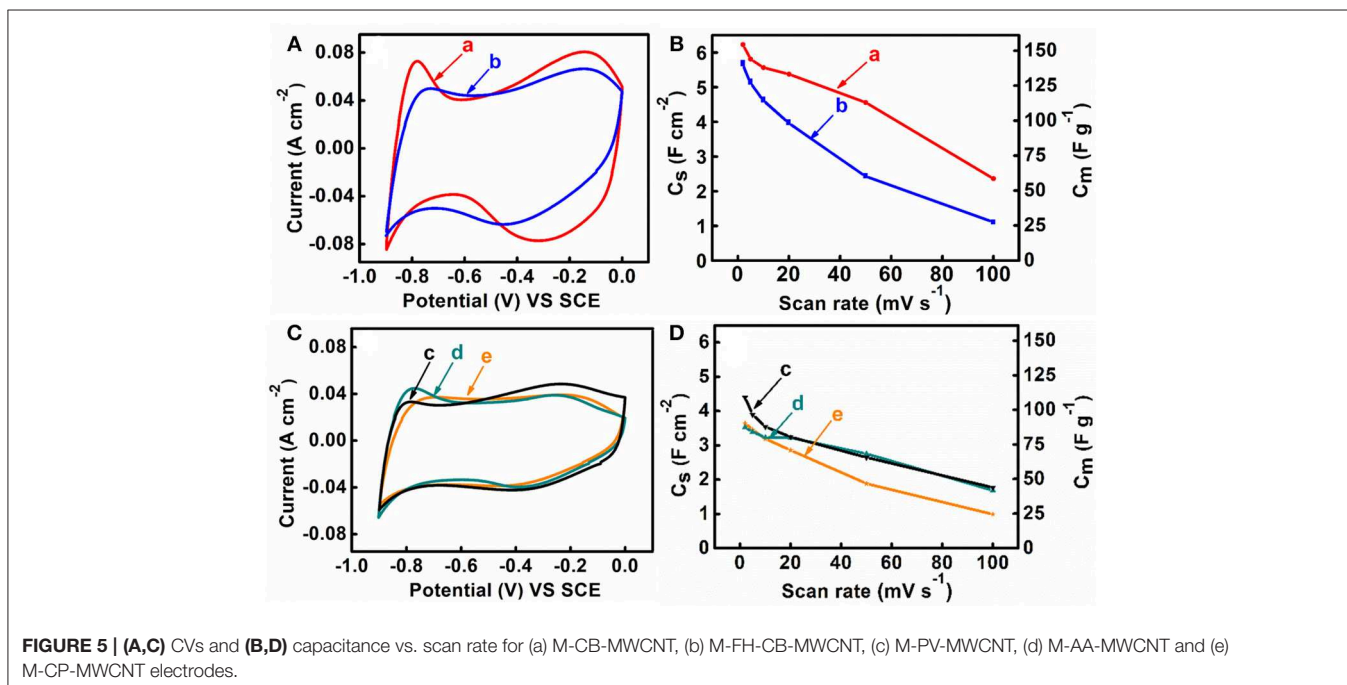 A
a
b
0.08
0.04
0.00
-0.04
-0.08
Current (A cm⁻²)
-1.0 -0.8 -0.6 -0.4 -0.2 0.0
Potential (V) VS SCE
B
a
b
6
5
4
3
2
1
0
Cₛ (F cm⁻²)
150
125
100
75
50
25
0
Cₘ (F g⁻¹)
0 20 40 60 80 100
Scan rate (mV s⁻¹)
C
c d e
0.08
0.04
0.00
-0.04
-0.08
Current (A cm⁻²)
-1.0 -0.8 -0.6 -0.4 -0.2 0.0
Potential (V) VS SCE
D
c
d
e
6
5
4
3
2
1
0
Cₛ (F cm⁻²)
150
125
100
75
50
25
0
Cₘ (F g⁻¹)
0 20 40 60 80 100
Scan rate (mV s⁻¹)
FIGURE 5 | (A,C) CVs and (B,D) capacitance vs. scan rate for (a) M-CB-MWCNT, (b) M-FH-CB-MWCNT, (c) M-PV-MWCNT, (d) M-AA-MWCNT and (e)
M-CP-MWCNT electrodes.